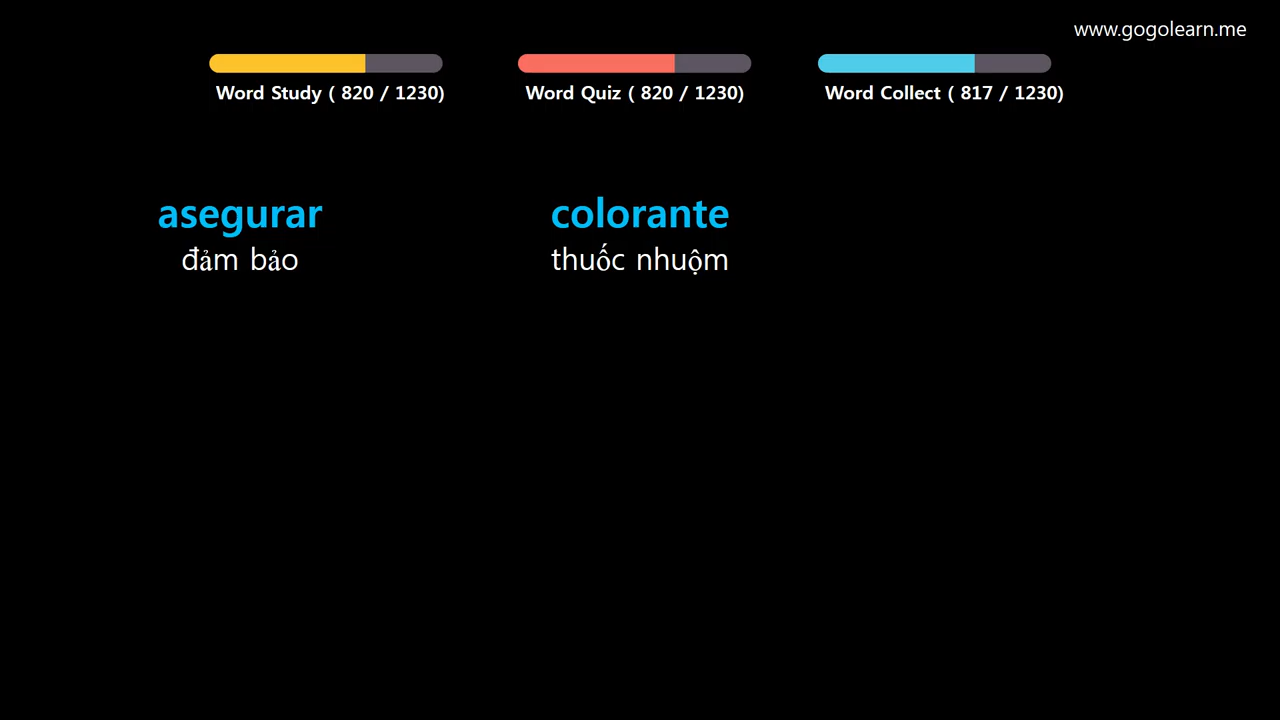 www.gogolearn.me
Word Study ( 820 / 1230)
Word Quiz ( 820 / 1230)
Word Collect ( 817 / 1230)
asegurar
đảm bảo
colorante
thuốc nhuộm